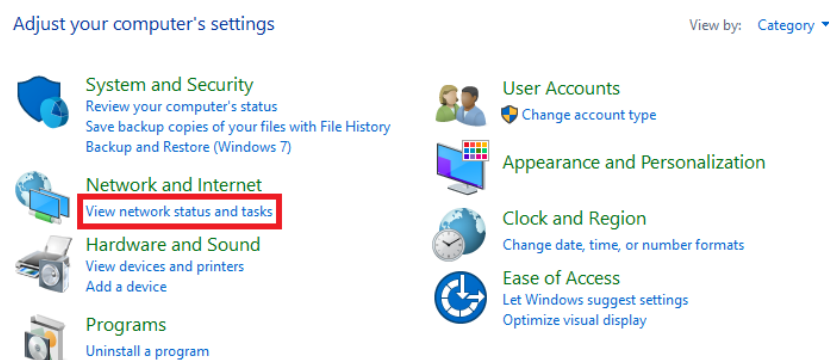 Adjust your computer's settings
View by: Category
System and Security
Review your computer's status
Save backup copies of your files with File History
Backup and Restore (Windows 7)
Network and Internet
View network status and tasks
Hardware and Sound
View devices and printers
Add a device
Programs
Uninstall a program
User Accounts
Change account type
Appearance and Personalization
Clock and Region
Change date, time, or number formats
Ease of Access
Let Windows suggest settings
Optimize visual display